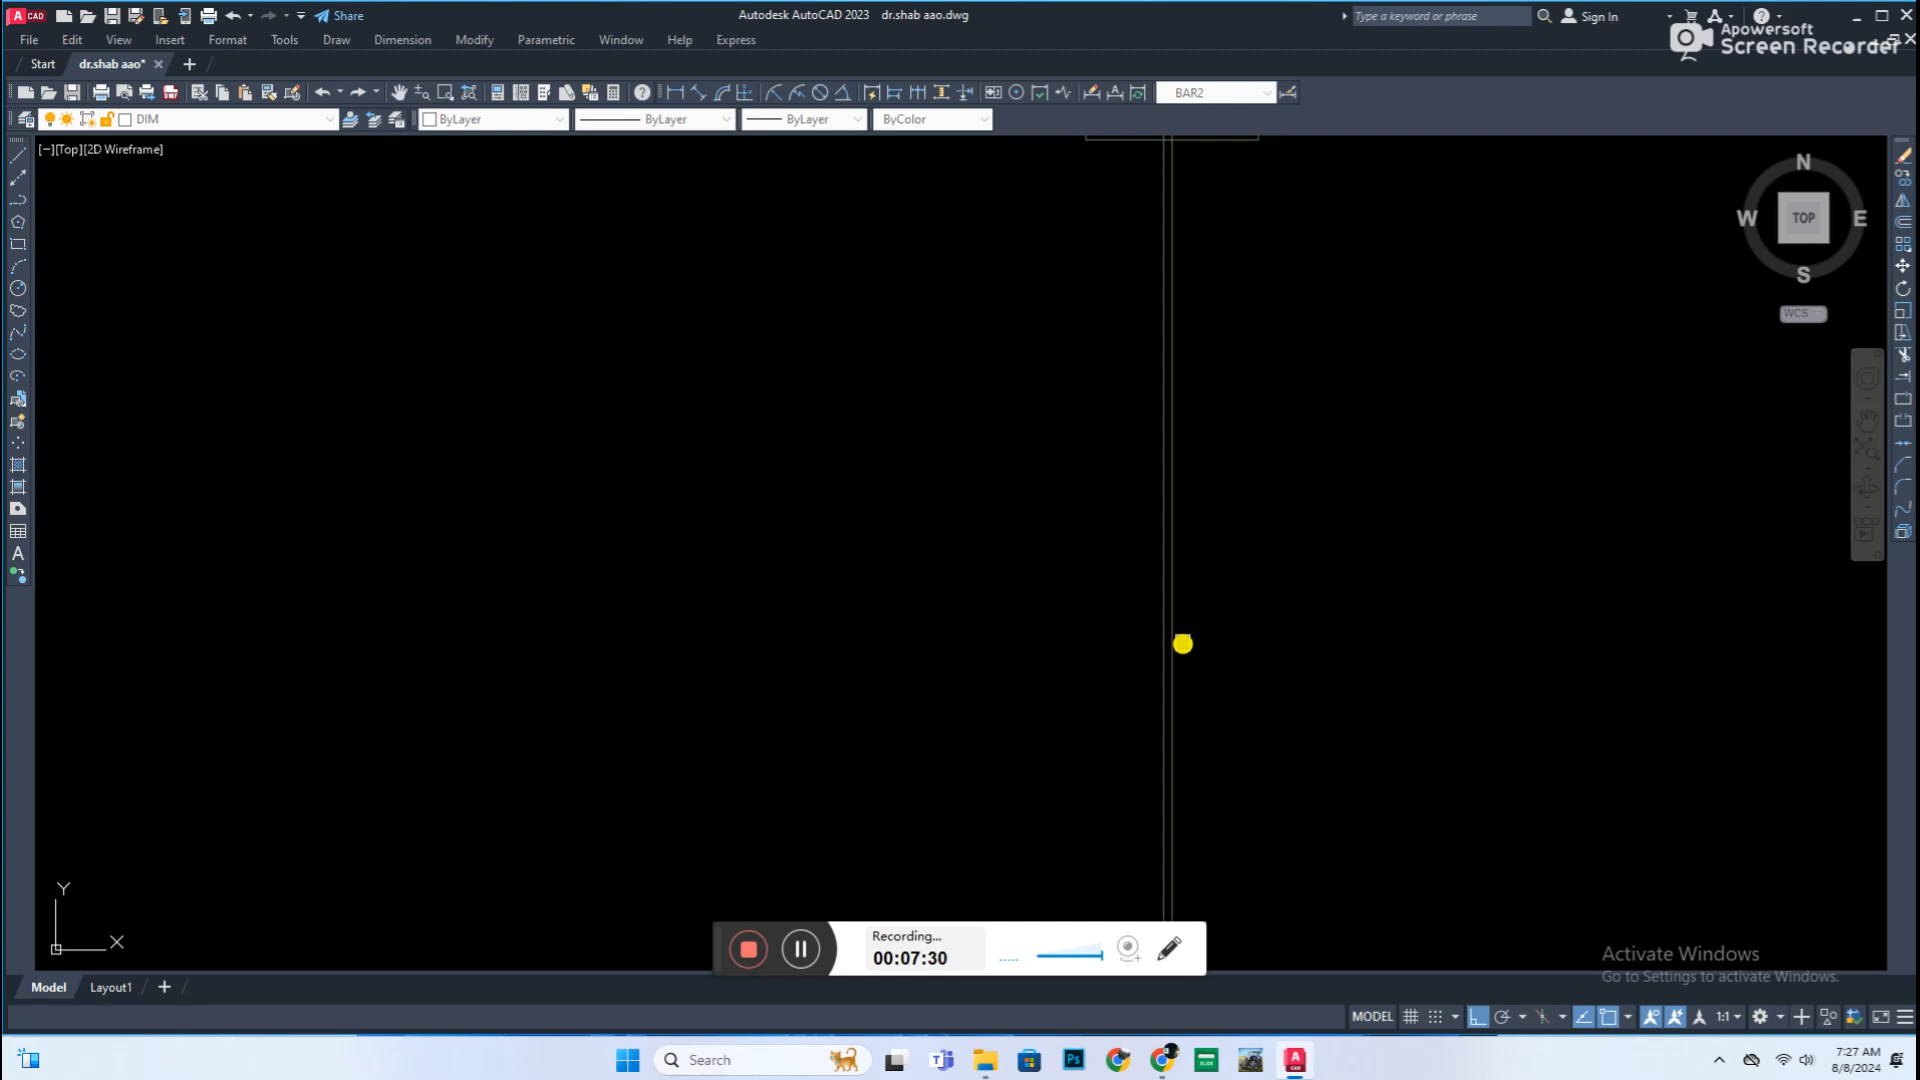 CAD
Share
Autodesk AutoCAD 2023 dr.shab aao.dwg
Type a keyword or phrase
Sign In
File Edit View Insert Format Tools Draw Dimension Modify Parametric Window Help Express
Apowersoft
Screen Recorder
Start dr.shab aao*
BAR2
DIM ByLayer ByLayer ByLayer ByColor
[−][Top][2D Wireframe]
N
W TOP E
S
WCS
Y
X
Recording...
00:07:30
Activate Windows
Go to Settings to activate Windows.
Model Layout1
MODEL 1:1
Search
7:27 AM
8/8/2024